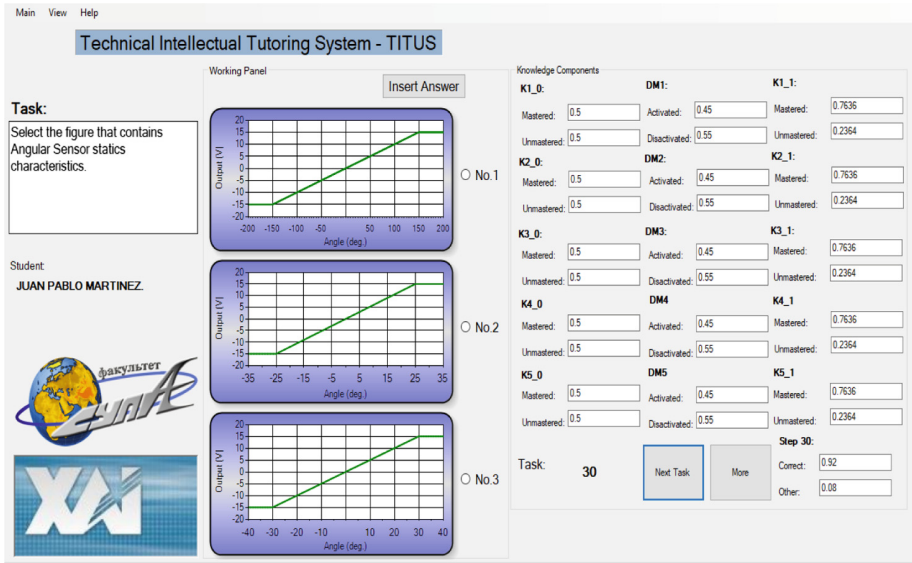 Main View Help
Technical Intellectual Tutoring System - TITUS
Task:
Select the figure that contains
Angular Sensor statics
characteristics.
Student:
JUAN PABLO MARTINEZ.
факультет
СУЛА
ХАІ
Working Panel
Insert Answer
20
15
10
5
0
-5
-10
-15
-20
Output [V]
-200 -150 -100 -50 50 100 150 200
Angle (deg.)
No.1
20
15
10
5
0
-5
-10
-15
-20
Output [V]
-35 -25 -15 -5 5 15 25 35
Angle (deg.)
No.2
20
15
10
5
0
-5
-10
-15
-20
Output [V]
-40 -30 -20 -10 10 20 30 40
Angle (deg.)
No.3
Knowledge Components
K1_0: DM1: K1_1:
Mastered: 0.5 Activated: 0.45 Mastered: 0.7636
Unmastered: 0.5 Disactivated: 0.55 Unmastered: 0.2364
K2_0: DM2: K2_1:
Mastered: 0.5 Activated: 0.45 Mastered: 0.7636
Unmastered: 0.5 Disactivated: 0.55 Unmastered: 0.2364
K3_0: DM3: K3_1:
Mastered: 0.5 Activated: 0.45 Mastered: 0.7636
Unmastered: 0.5 Disactivated: 0.55 Unmastered: 0.2364
K4_0 DM4 K4_1
Mastered: 0.5 Activated: 0.45 Mastered: 0.7636
Unmastered: 0.5 Disactivated: 0.55 Unmastered: 0.2364
K5_0 DM5 K5_1
Mastered: 0.5 Activated: 0.45 Mastered: 0.7636
Unmastered: 0.5 Disactivated: 0.55 Unmastered: 0.2364
Step 30:
Task: 30 Next Task More Correct: 0.92
Other: 0.08